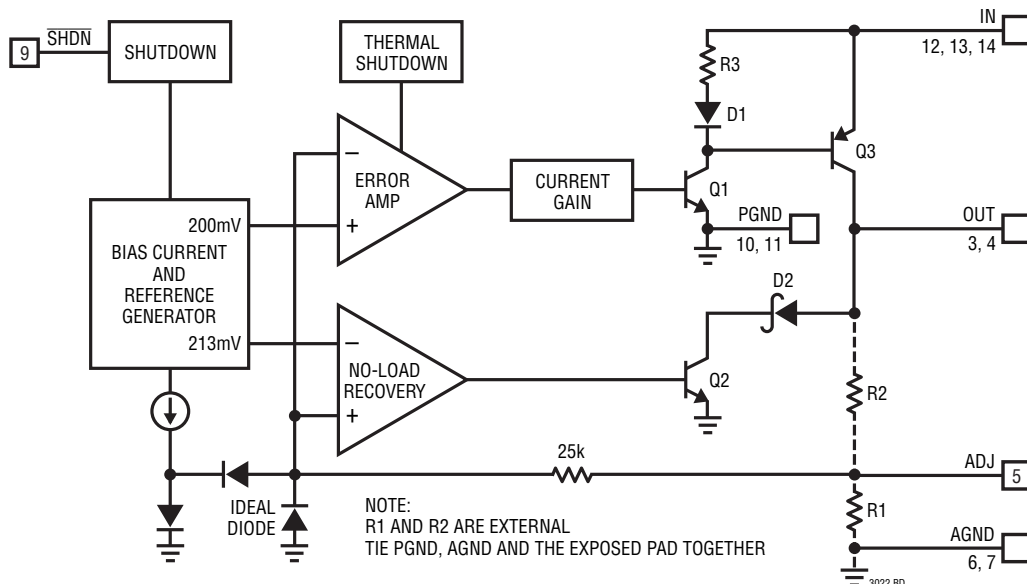 9
SHDN
SHUTDOWN
THERMAL
SHUTDOWN
IN
12, 13, 14
R3
D1
Q3
−
ERROR
AMP
+
CURRENT
GAIN
Q1
PGND
10, 11
OUT
3, 4
200mV
BIAS CURRENT
AND
REFERENCE
GENERATOR
213mV
D2
−
NO-LOAD
RECOVERY
+
Q2
R2
25k
ADJ
5
IDEAL
DIODE
NOTE:
R1 AND R2 ARE EXTERNAL
TIE PGND, AGND AND THE EXPOSED PAD TOGETHER
R1
AGND
6, 7
3022 BD